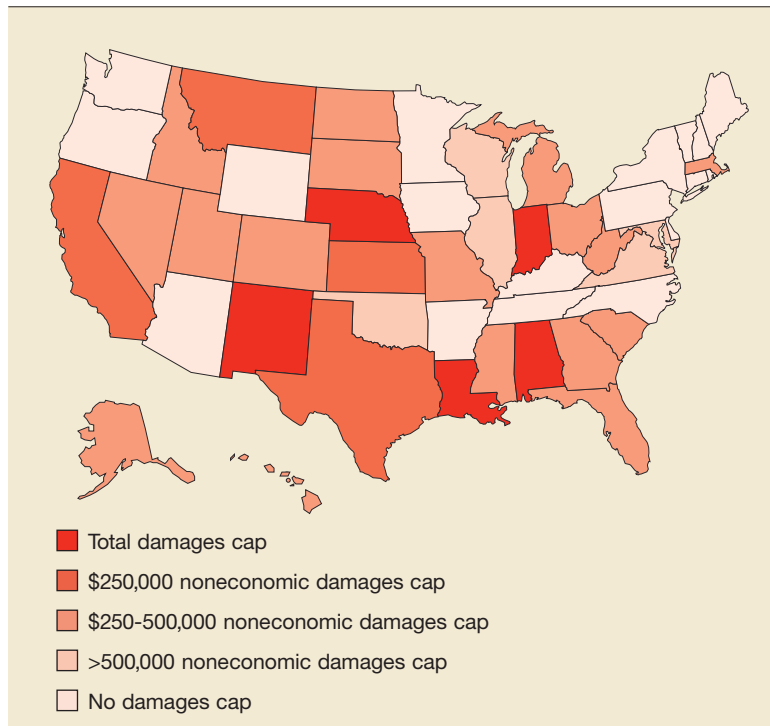 Total damages cap
$250,000 noneconomic damages cap
$250-500,000 noneconomic damages cap
>500,000 noneconomic damages cap
No damages cap